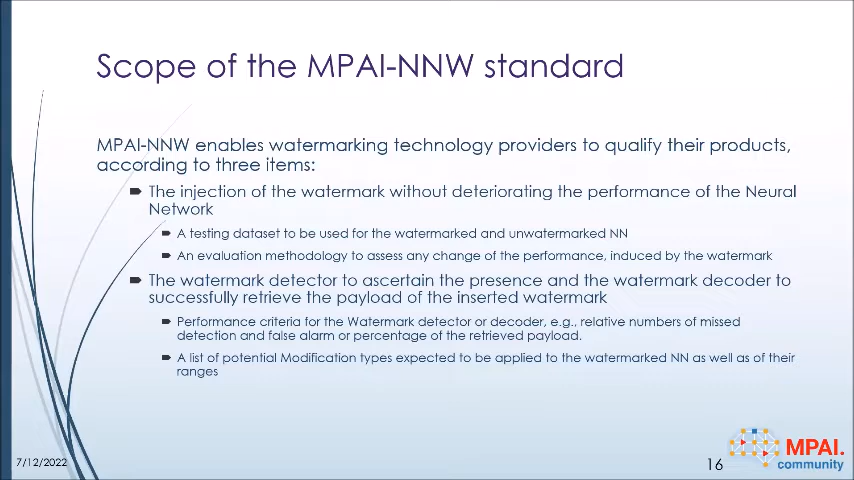 Scope of the MPAI-NNW standard
MPAI-NNW enables watermarking technology providers to qualify their products,
according to three items:
The injection of the watermark without deteriorating the performance of the Neural
Network
A testing dataset to be used for the watermarked and unwatermarked NN
An evaluation methodology to assess any change of the performance, induced by the watermark
The watermark detector to ascertain the presence and the watermark decoder to
successfully retrieve the payload of the inserted watermark
Performance criteria for the Watermark detector or decoder, e.g., relative numbers of missed
detection and false alarm or percentage of the retrieved payload.
A list of potential Modification types expected to be applied to the watermarked NN as well as of their
ranges
7/12/2022
16
MPAI.
community